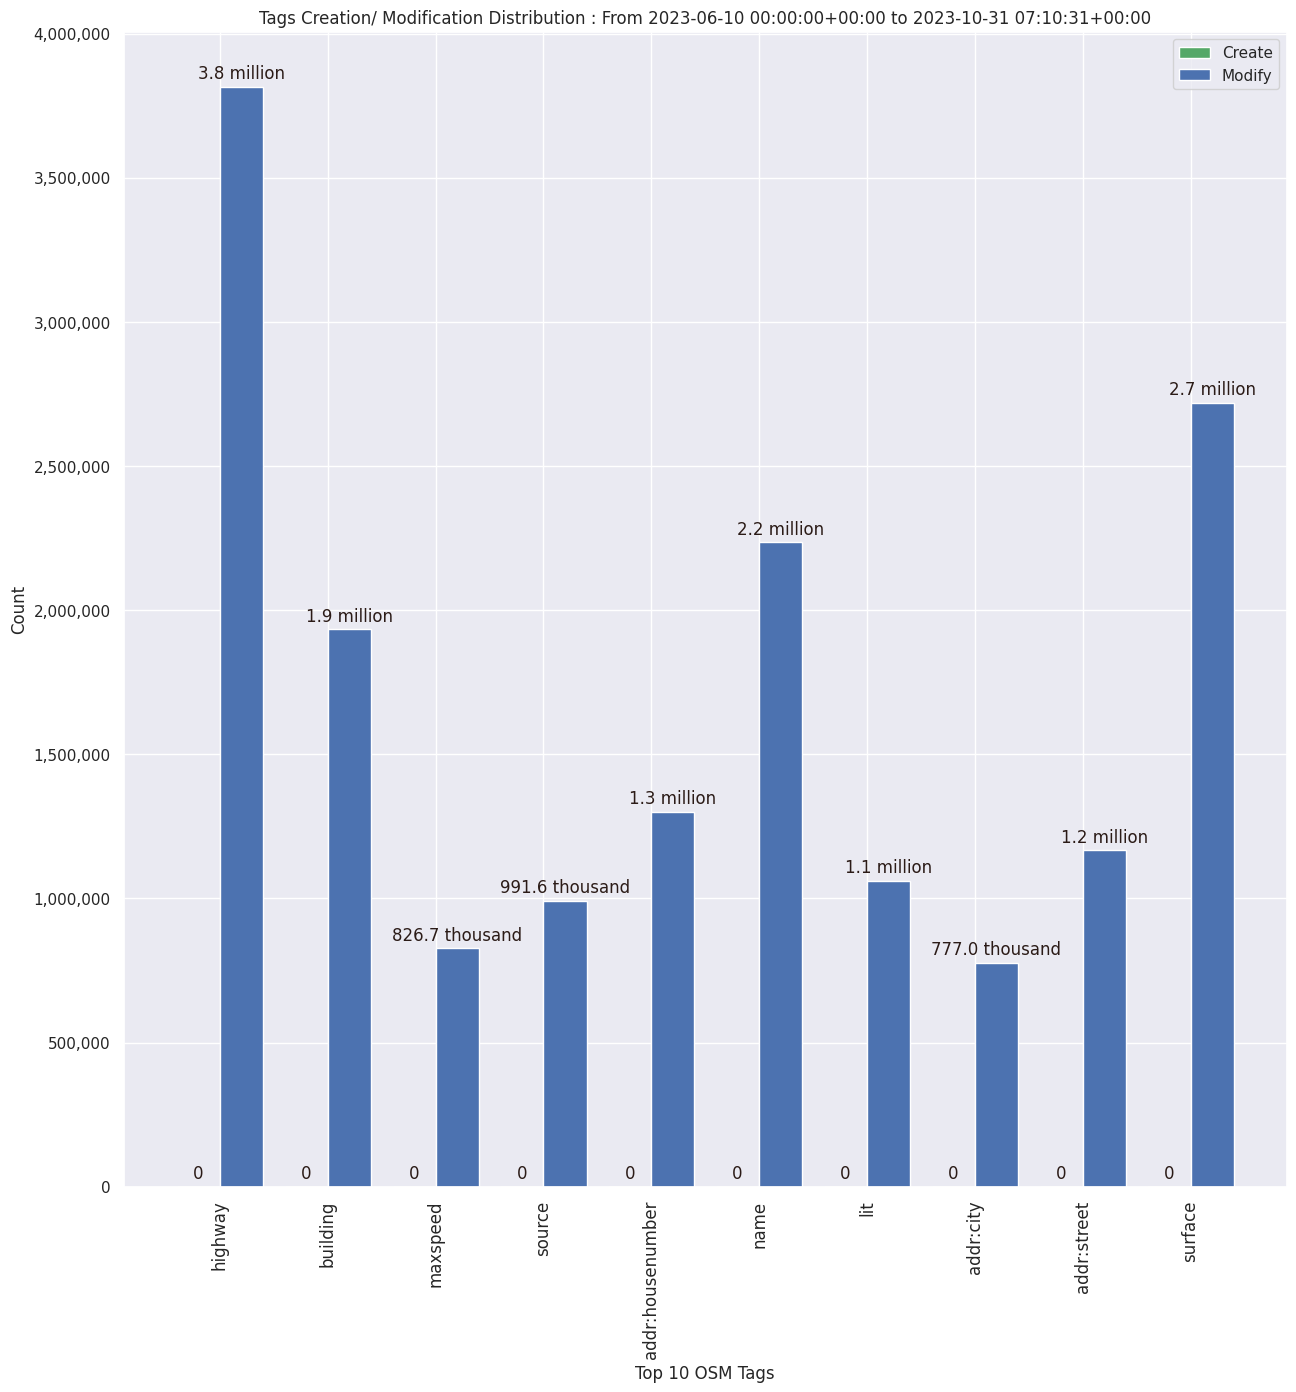 Tags Creation/ Modification Distribution : From 2023-06-10 00:00:00+00:00 to 2023-10-31 07:10:31+00:00
Create
Modify
4,000,000
3,500,000
3,000,000
2,500,000
2,000,000
1,500,000
1,000,000
500,000
0
Count
3.8 million
1.9 million
826.7 thousand
991.6 thousand
1.3 million
2.2 million
1.1 million
777.0 thousand
1.2 million
2.7 million
0
0
0
0
0
0
0
0
0
0
highway
building
maxspeed
source
addr:housenumber
name
lit
addr:city
addr:street
surface
Top 10 OSM Tags